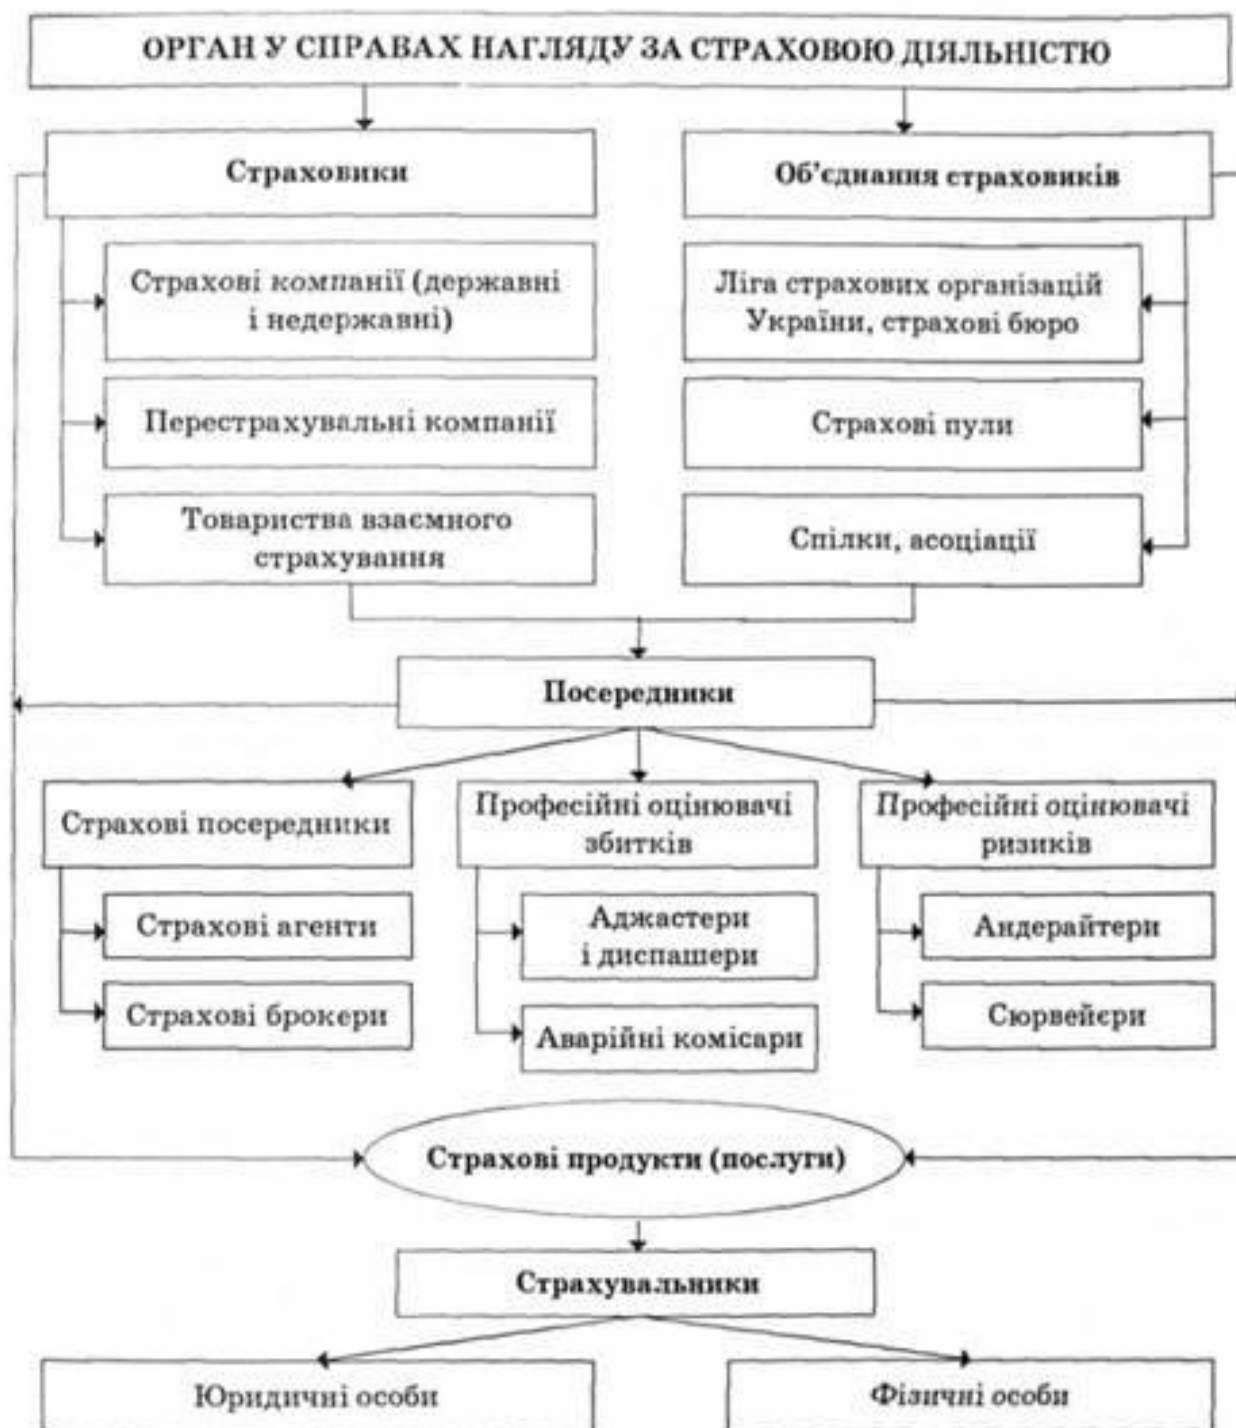 ОРГАН У СПРАВАХ НАГЛЯДУ ЗА СТРАХОВОЮ ДІЯЛЬНІСТЮ
Страховики
Об’єднання страховиків
Страхові компанії (державні
і недержавні)
Ліга страхових організацій
України, страхові бюро
Перестрахувальні компанії
Страхові пули
Товариства взаємного
страхування
Спілки, асоціації
Посередники
Страхові посередники
Професійні оцінювачі
збитків
Професійні оцінювачі
ризиків
Страхові агенти
Аджастери
і диспашери
Андерайтери
Страхові брокери
Аварійні комісари
Сюрвейєри
Страхові продукти (послуги)
Страхувальники
Юридичні особи
Фізичні особи